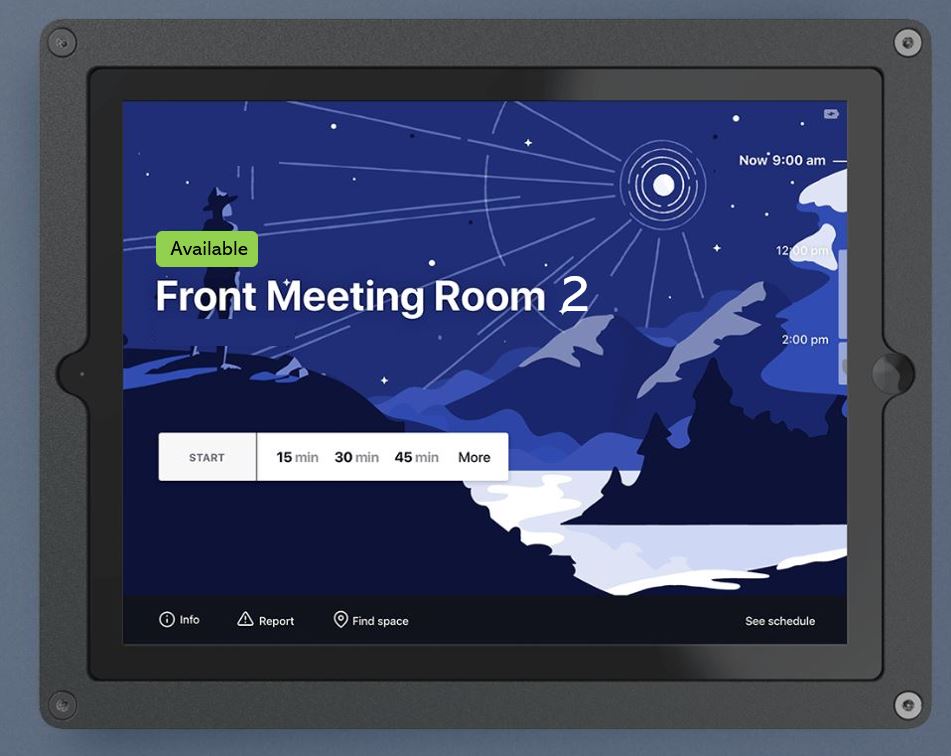 Now 9:00 am
12:00 pm
Available
Front Meeting Room 2
2:00 pm
START 15 min 30 min 45 min More
Info Report Find space See schedule